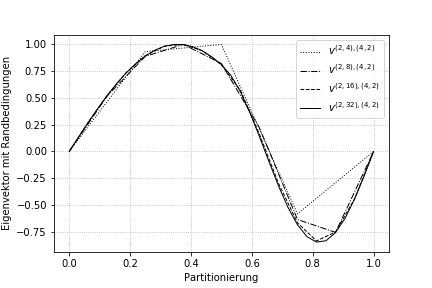 1.00
0.75
0.50
0.25
0.00
−0.25
−0.50
−0.75
Eigenvektor mit Randbedingungen
v^(2, 4), (4, 2)
v^(2, 8), (4, 2)
v^(2, 16), (4, 2)
v^(2, 32), (4, 2)
0.0 0.2 0.4 0.6 0.8 1.0
Partitionierung